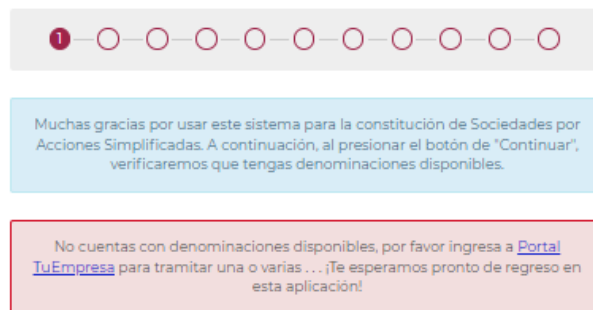 1
Muchas gracias por usar este sistema para la constitución de Sociedades por
Acciones Simplificadas. A continuación, al presionar el botón de "Continuar",
verificaremos que tengas denominaciones disponibles.
No cuentas con denominaciones disponibles, por favor ingresa a Portal
TuEmpresa para tramitar una o varias . . . ¡Te esperamos pronto de regreso en
esta aplicación!